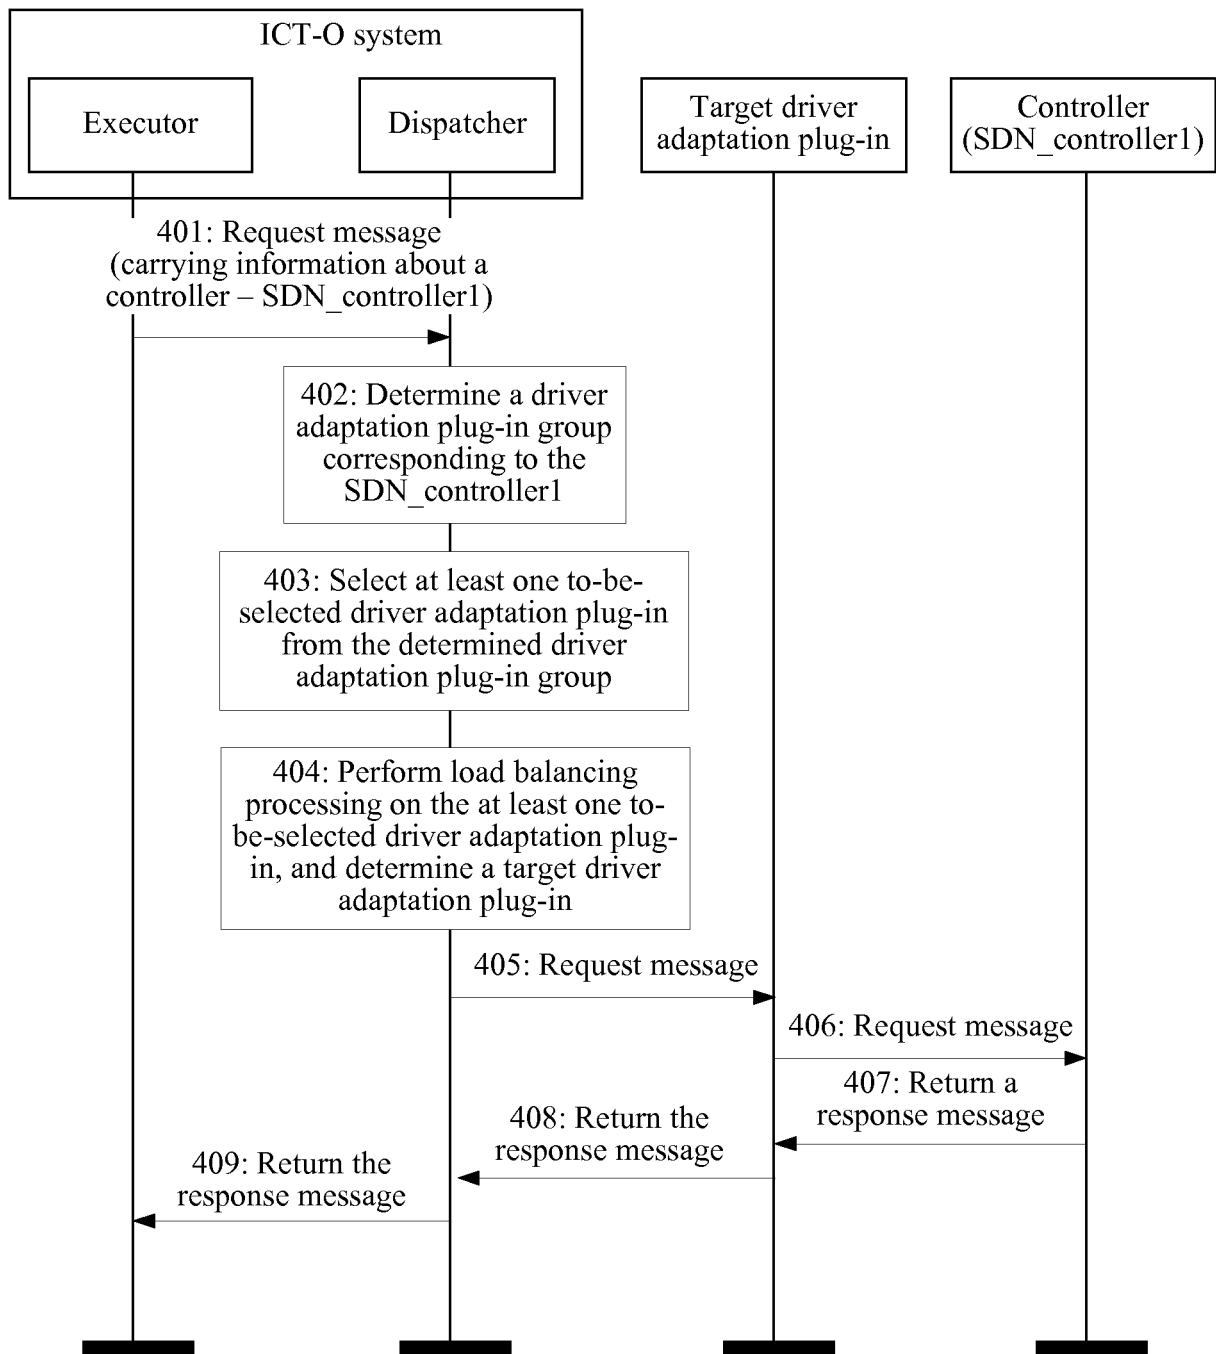 ICT-O system
Executor
Dispatcher
Target driver
adaptation plug-in
Controller
(SDN_controller1)
401: Request message
(carrying information about a
controller – SDN_controller1)
402: Determine a driver
adaptation plug-in group
corresponding to the
SDN_controller1
403: Select at least one to-be-
selected driver adaptation plug-in
from the determined driver
adaptation plug-in group
404: Perform load balancing
processing on the at least one to-
be-selected driver adaptation plug-
in, and determine a target driver
adaptation plug-in
405: Request message
406: Request message
407: Return a
response message
408: Return the
response message
409: Return the
response message